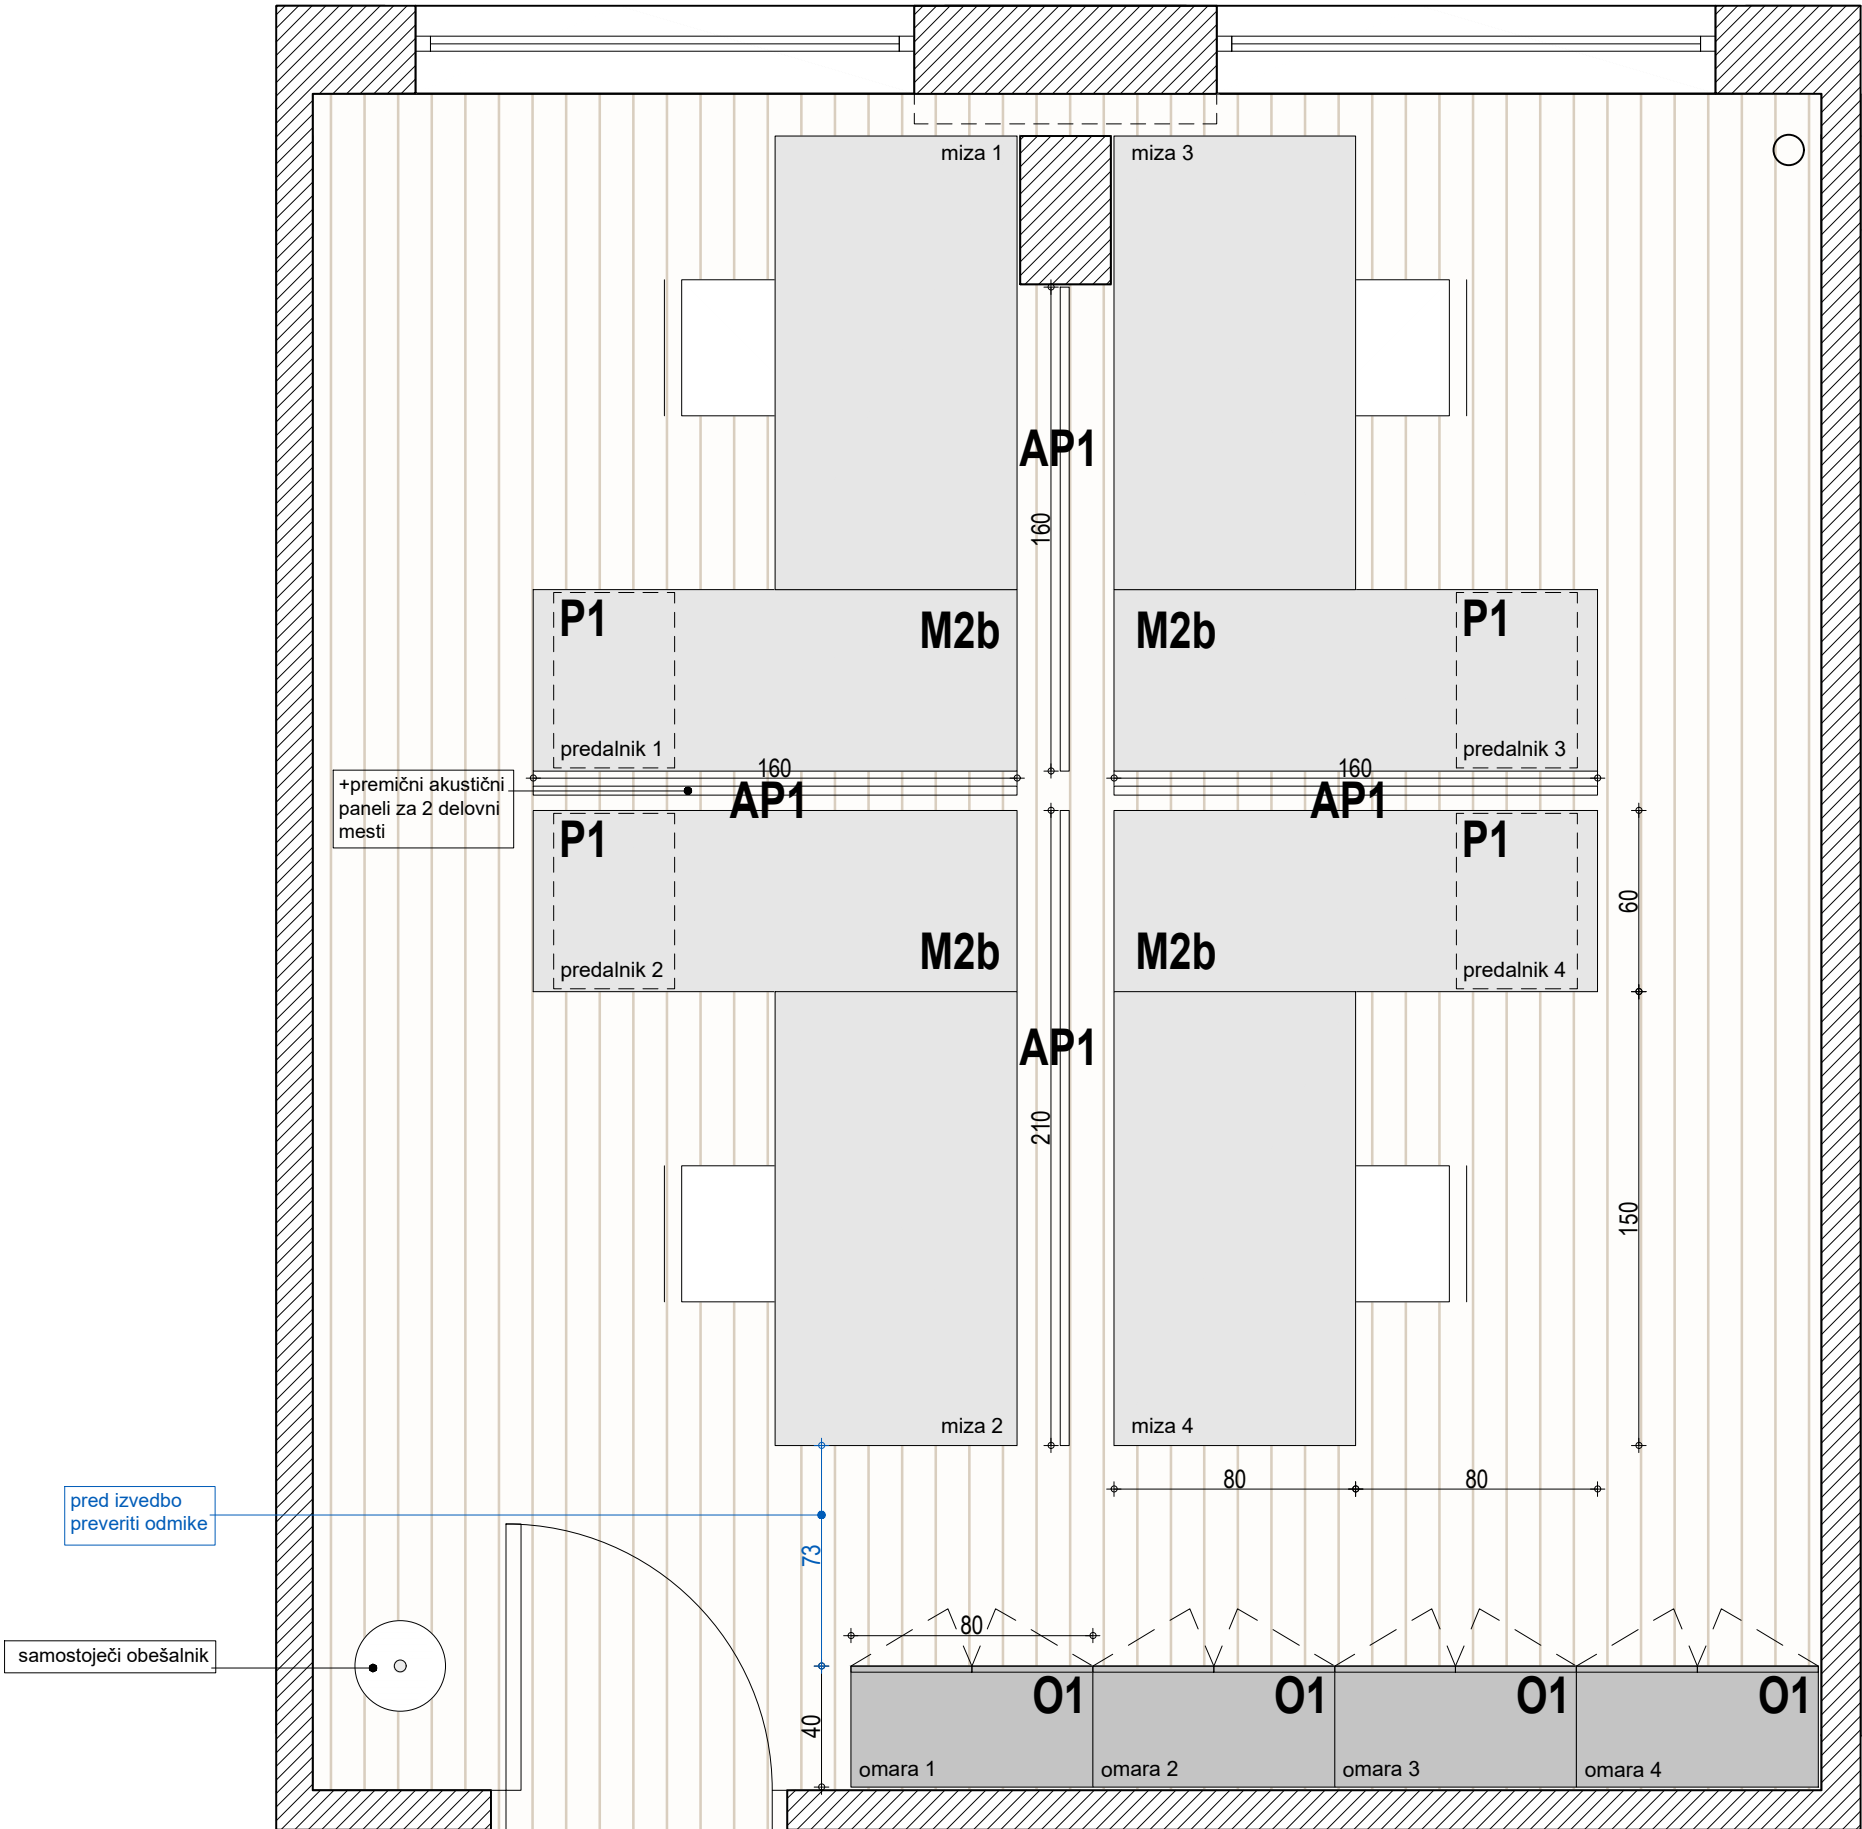 miza 1
miza 3
AP1
160
P1
M2b
M2b
P1
predalnik 1
predalnik 3
160
160
+premični akustični
paneli za 2 delovni
mesti
AP1
AP1
P1
P1
60
M2b
M2b
predalnik 2
predalnik 4
AP1
210
150
miza 2
miza 4
80
80
pred izvedbo
preveriti odmike
73
80
samostoječi obešalnik
O1
O1
O1
O1
40
omara 1
omara 2
omara 3
omara 4